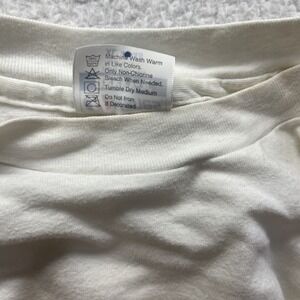 Machine Wash Warm
in Like Colors.
Only Non-Chlorine
Bleach When Needed.
Tumble Dry Medium
Do Not Iron
If Decorated